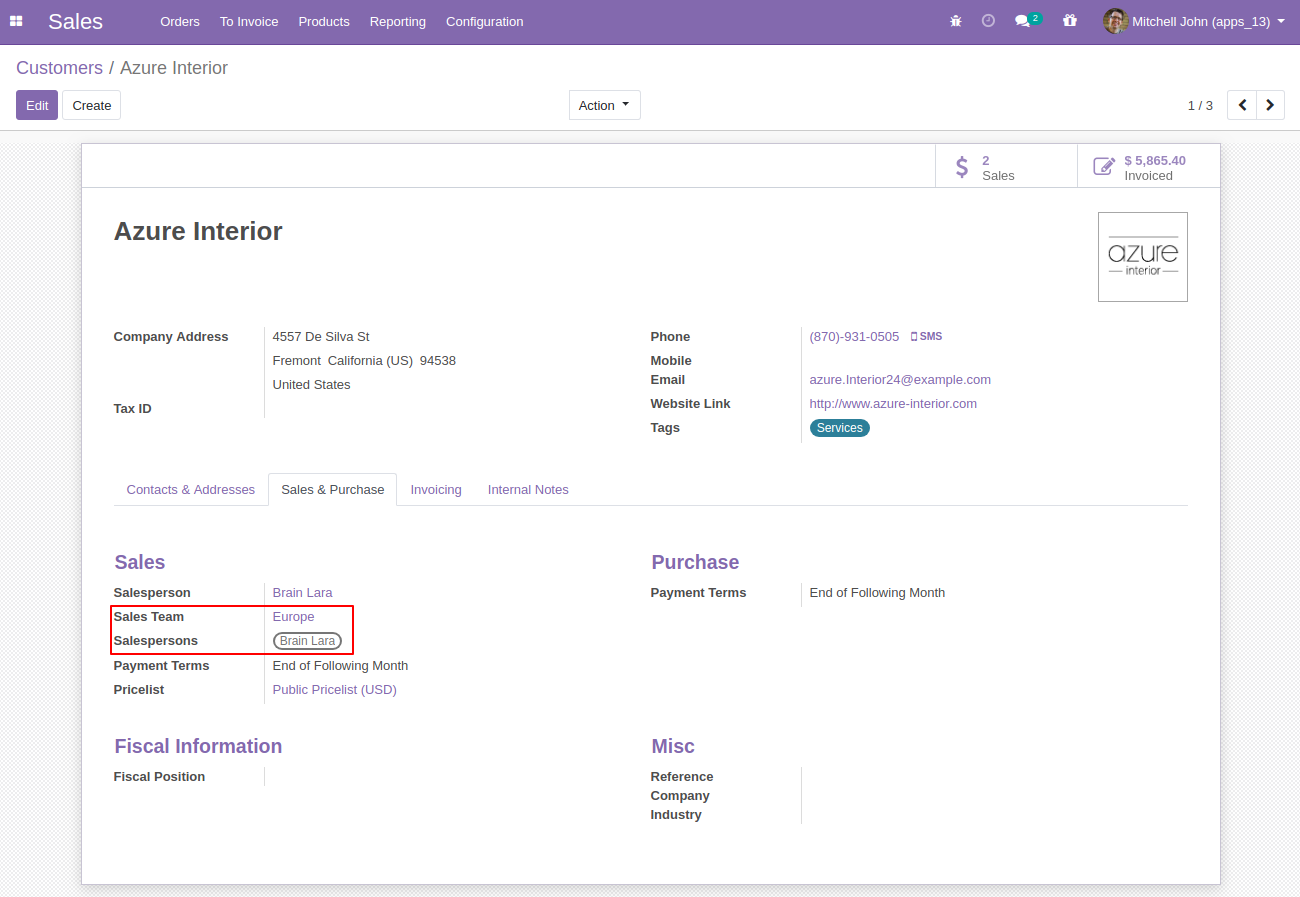 Sales Orders To Invoice Products Reporting Configuration 2 Mitchell John (apps_13)
Customers / Azure Interior
Edit Create Action 1 / 3
2
Sales
$ 5,865.40
Invoiced
Azure Interior
azure
interior
Company Address 4557 De Silva St
Fremont California (US) 94538
United States
Tax ID
Phone (870)-931-0505 SMS
Mobile
Email azure.Interior24@example.com
Website Link http://www.azure-interior.com
Tags Services
Contacts & Addresses Sales & Purchase Invoicing Internal Notes
Sales
Salesperson Brain Lara
Sales Team Europe
Salespersons Brain Lara
Payment Terms End of Following Month
Pricelist Public Pricelist (USD)
Purchase
Payment Terms End of Following Month
Fiscal Information
Fiscal Position
Misc
Reference
Company
Industry